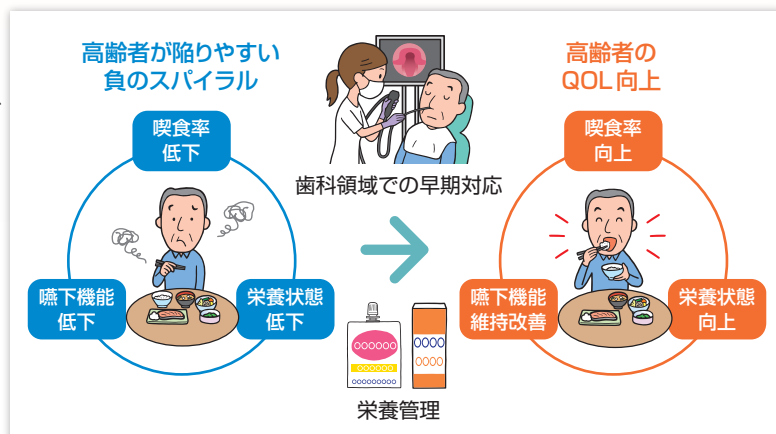 高齢者が陥りやすい
負のスパイラル
喫食率
低下
嚥下機能
低下
栄養状態
低下
歯科領域での早期対応
○○○○○
○○○○○○
○○○○○○○○○
○○○○
○○○○
栄養管理
高齢者の
QOL向上
喫食率
向上
嚥下機能
維持改善
栄養状態
向上